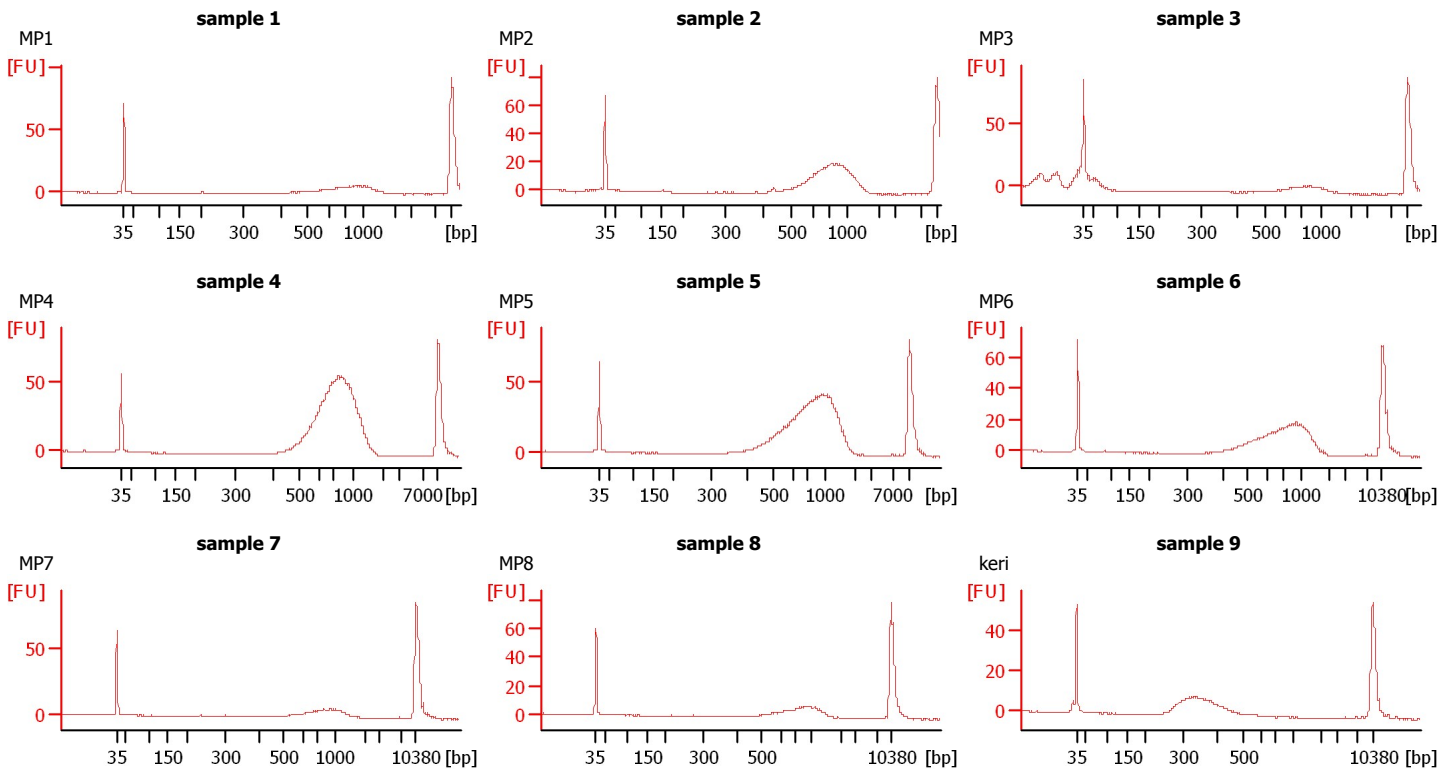 sample 1 sample 2 sample 3
MP1 MP2 MP3
[FU] [FU] [FU]
60
50 40 50
20
0 0 0
35 150 300 500 1000 [bp] 35 150 300 500 1000 [bp] 35 150 300 500 1000 [bp]
sample 4 sample 5 sample 6
MP4 MP5 MP6
[FU] [FU] [FU]
60
50 50 40
20
0 0 0
35 150 300 500 1000 7000 [bp] 35 150 300 500 1000 7000 [bp] 35 150 300 500 1000 10380 [bp]
sample 7 sample 8 sample 9
MP7 MP8 keri
[FU] [FU] [FU]
60 40
50 40
20 20
0 0 0
35 150 300 500 1000 10380 [bp] 35 150 300 500 10380 [bp] 35 300 500 10380 [bp]